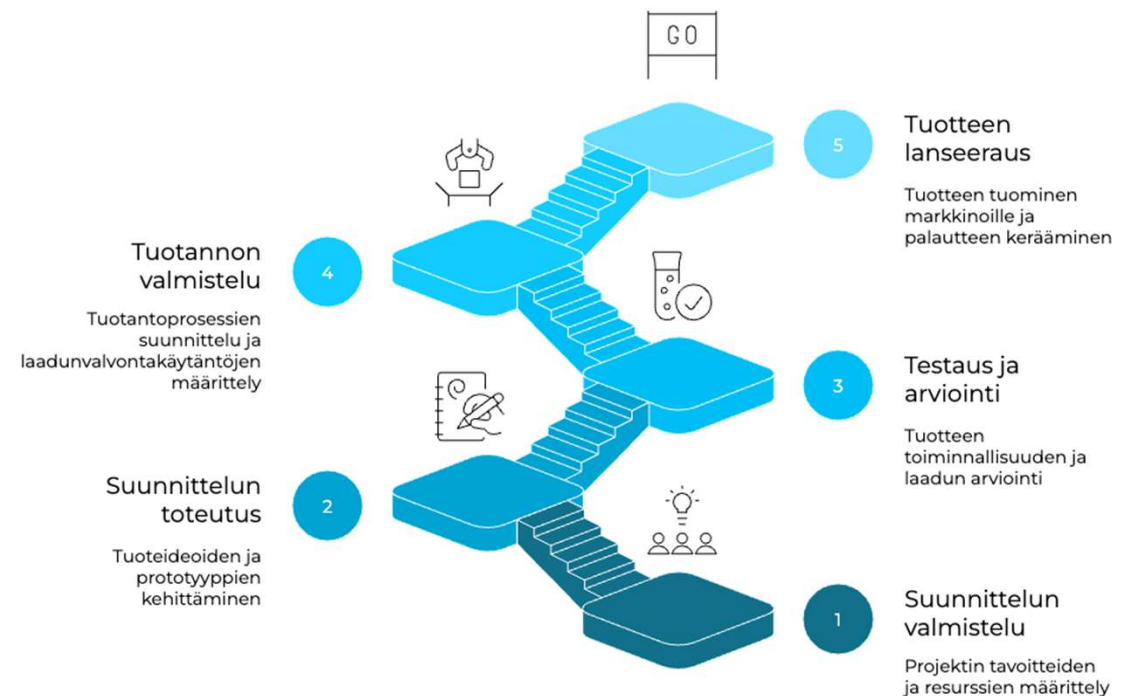 GO
5
Tuotteen
lanseeraus
Tuotteen tuominen
markkinoille ja
palautteen kerääminen
Tuotannon
valmistelu
4
Tuotantoprosessien
suunnittelu ja
laadunvalvontakäytäntöjen
määrittely
3
Testaus ja
arviointi
Tuotteen
toiminnallisuuden ja
laadun arviointi
Suunnittelun
toteutus
2
Tuoteideoiden ja
prototyyppien
kehittäminen
1
Suunnittelun
valmistelu
Projektin tavoitteiden
ja resurssien määrittely